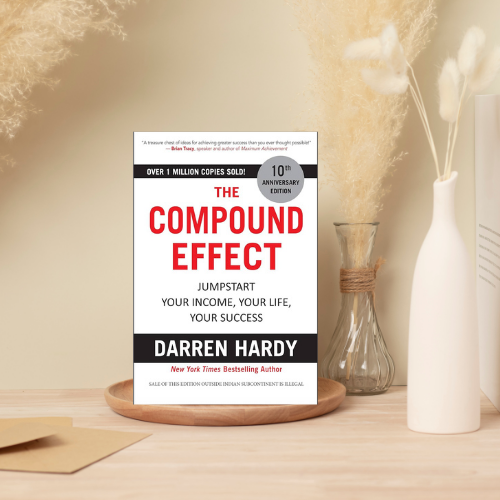 "A treasure chest of ideas for achieving greater success than you ever thought possible!"
— Brian Tracy, speaker and author of Maximum Achievement
OVER 1 MILLION COPIES SOLD!
10th
ANNIVERSARY
EDITION
THE
COMPOUND
EFFECT
JUMPSTART
YOUR INCOME, YOUR LIFE,
YOUR SUCCESS
DARREN HARDY
New York Times Bestselling Author
SALE OF THIS EDITION OUTSIDE INDIAN SUBCONTINENT IS ILLEGAL